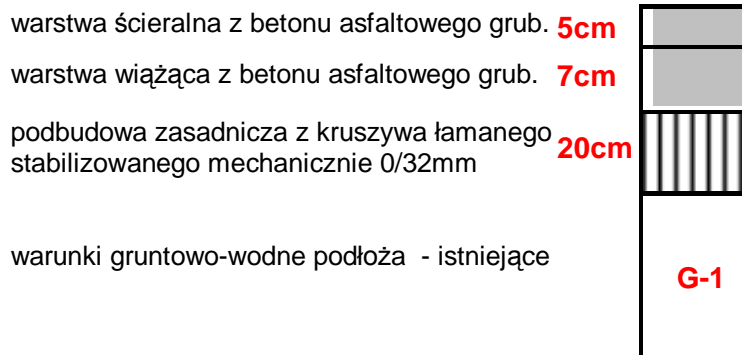 warstwa ścieralna z betonu asfaltowego grub. 5cm
warstwa wiążąca z betonu asfaltowego grub. 7cm
podbudowa zasadnicza z kruszywa łamanego
stabilizowanego mechanicznie 0/32mm 20cm
warunki gruntowo-wodne podłoża - istniejące
G-1